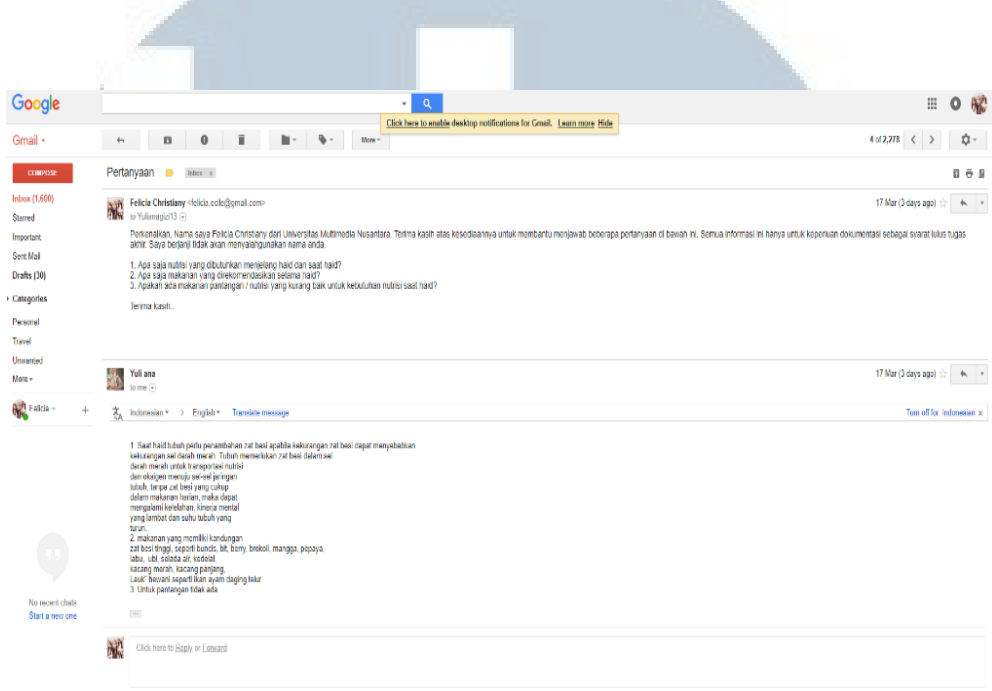 Google
Click here to enable desktop notifications for Gmail. Learn more Hide
Gmail
More
4 of 2,278
COMPOSE
Pertanyaan
Inbox x
Inbox (1,600)
Starred
Important
Sent Mail
Drafts (30)
Categories
Personal
Travel
Unwanted
More
Felicia
No recent chats
Start a new one
Felicia Christiany <felicia.ecile@gmail.com>
17 Mar (3 days ago)
to Yulianagizi13
Perkenalkan, Nama saya Felicia Christiany dari Universitas Multimedia Nusantara. Terima kasih atas kesediaannya untuk membantu menjawab beberapa pertanyaan di bawah ini. Semua informasi ini hanya untuk keperluan dokumentasi sebagai syarat lulus tugas
akhir. Saya berjanji tidak akan menyalahgunakan nama anda.
1. Apa saja nutrisi yang dibutuhkan menjelang haid dan saat haid?
2. Apa saja makanan yang direkomendasikan selama haid?
3. Apakah ada makanan pantangan / nutrisi yang kurang baik untuk kebutuhan nutrisi saat haid?
Terima kasih..
Yuli ana
17 Mar (3 days ago)
to me
Indonesian > English Translate message
Turn off for: Indonesian x
1. Saat haid tubuh perlu penambahan zat besi apabila kekurangan zat besi dapat menyebabkan
kekurangan sel darah merah. Tubuh memerlukan zat besi dalam sel
darah merah untuk transportasi nutrisi
dan oksigen menuju sel-sel jaringan
tubuh, tanpa zat besi yang cukup
dalam makanan harian, maka dapat
mengalami kelelahan, kinerja mental
yang lambat dan suhu tubuh yang
turun.
2. makanan yang memiliki kandungan
zat besi tinggi, seperti buncis, bit, berry, brokoli, mangga, pepaya,
labu, ubi, selada air, kedelai,
kacang merah, kacang panjang,
Lauk" hewani seperti ikan ayam daging telur
3. Untuk pantangan tidak ada
Click here to Reply or Forward